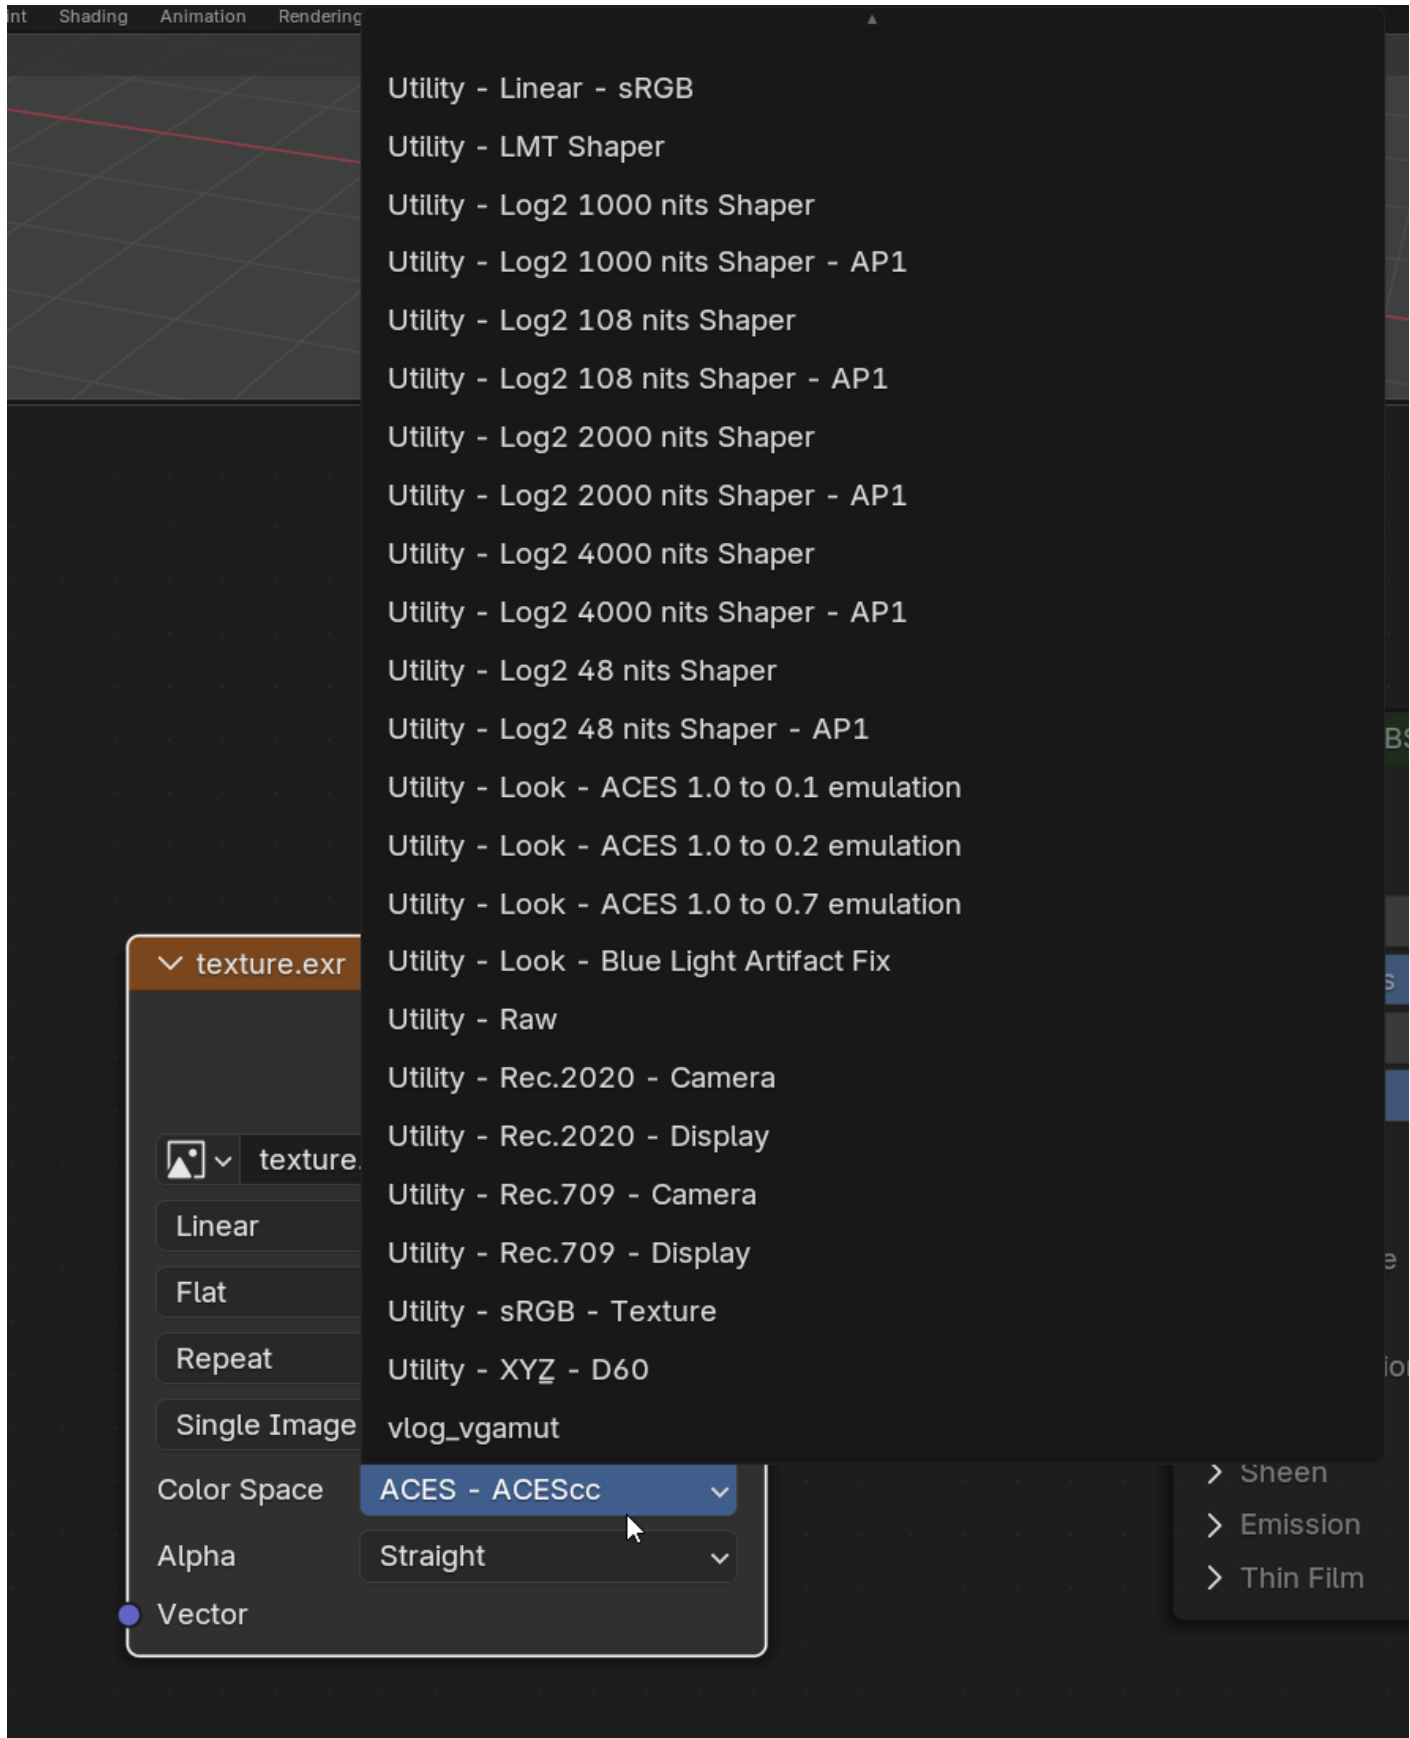 Shading Animation Rendering
Utility - Linear - sRGB
Utility - LMT Shaper
Utility - Log2 1000 nits Shaper
Utility - Log2 1000 nits Shaper - AP1
Utility - Log2 108 nits Shaper
Utility - Log2 108 nits Shaper - AP1
Utility - Log2 2000 nits Shaper
Utility - Log2 2000 nits Shaper - AP1
Utility - Log2 4000 nits Shaper
Utility - Log2 4000 nits Shaper - AP1
Utility - Log2 48 nits Shaper
Utility - Log2 48 nits Shaper - AP1
Utility - Look - ACES 1.0 to 0.1 emulation
Utility - Look - ACES 1.0 to 0.2 emulation
Utility - Look - ACES 1.0 to 0.7 emulation
Utility - Look - Blue Light Artifact Fix
Utility - Raw
Utility - Rec.2020 - Camera
Utility - Rec.2020 - Display
Utility - Rec.709 - Camera
Utility - Rec.709 - Display
Utility - sRGB - Texture
Utility - XYZ - D60
vlog_vgamut
texture.exr
texture.
Linear
Flat
Repeat
Single Image
Color Space ACES - ACEScc
Alpha Straight
Vector
Sheen
Emission
Thin Film